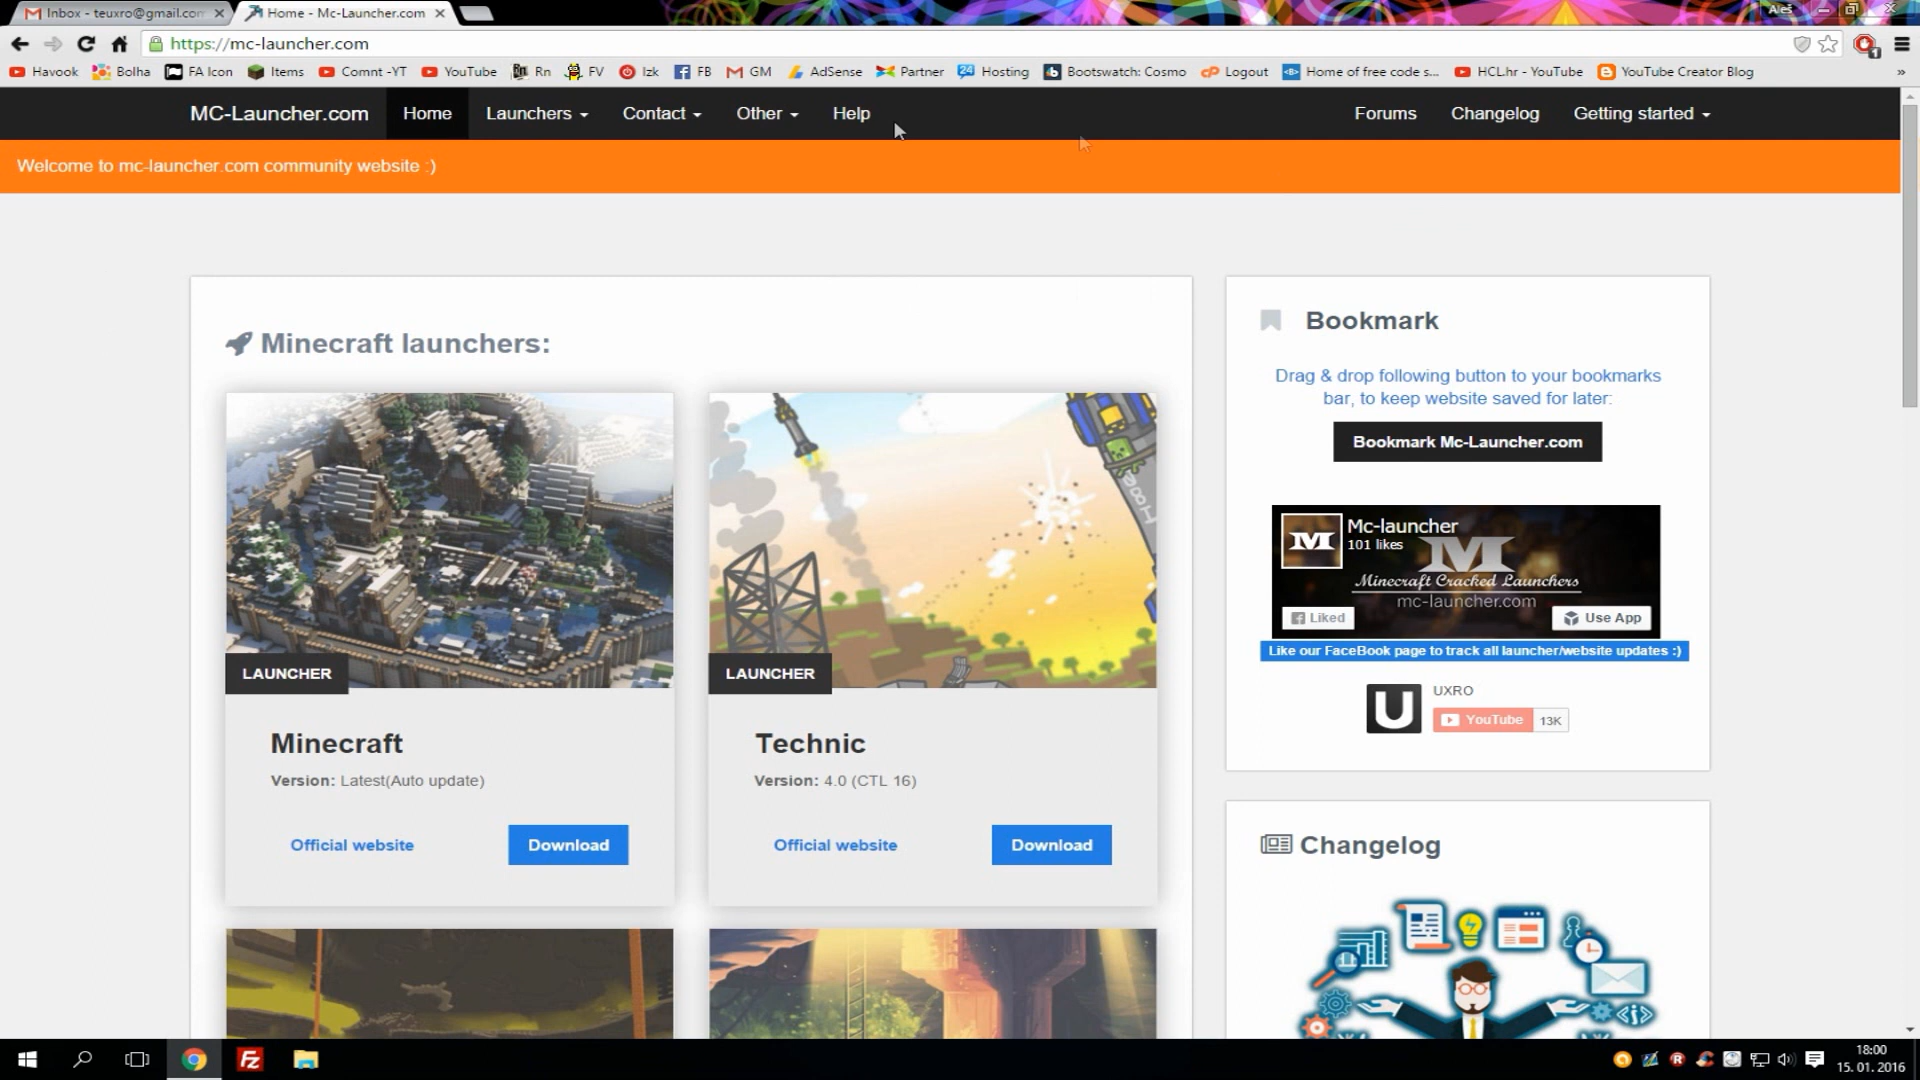 Inbox - teuxro@gmail.com
Home - Mc-Launcher.com
Aleš
https://mc-launcher.com
1
Havook
Bolha
FA Icon
Items
Comnt -YT
YouTube
Rn
FV
Izk
FB
GM
AdSense
Partner
Hosting
Bootswatch: Cosmo
Logout
Home of free code s...
HCL.hr - YouTube
YouTube Creator Blog
»
MC-Launcher.com
Home
Launchers
Contact
Other
Help
Forums
Changelog
Getting started
Welcome to mc-launcher.com community website :)
Minecraft launchers:
LAUNCHER
Minecraft
Version: Latest(Auto update)
Official website
Download
LAUNCHER
Technic
Version: 4.0 (CTL 16)
Official website
Download
Bookmark
Drag & drop following button to your bookmarks
bar, to keep website saved for later:
Bookmark Mc-Launcher.com
Mc-launcher
101 likes
M
M
Minecraft Cracked Launchers
mc-launcher.com
Liked
Use App
Like our FaceBook page to track all launcher/website updates :)
U
UXRO
YouTube
13K
Changelog
18:00
15. 01. 2016